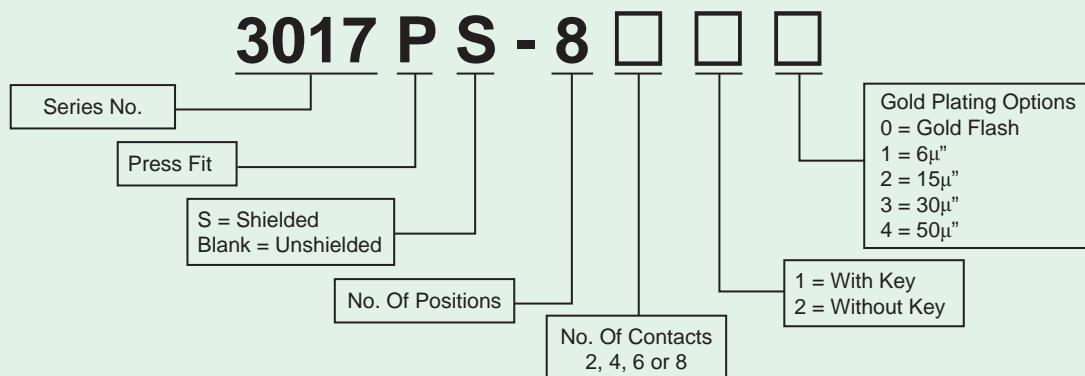 3017 P S - 8 □ □ □
Series No.
Press Fit
S = Shielded
Blank = Unshielded
No. Of Positions
No. Of Contacts
2, 4, 6 or 8
1 = With Key
2 = Without Key
Gold Plating Options
0 = Gold Flash
1 = 6μ”
2 = 15μ”
3 = 30μ”
4 = 50μ”